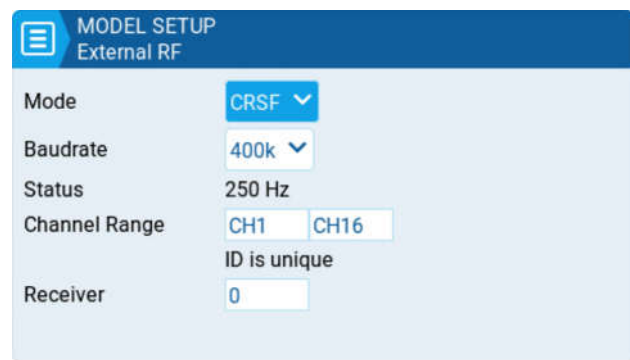 MODEL SETUP
External RF
Mode CRSF
Baudrate 400k
Status 250 Hz
Channel Range CH1 CH16
ID is unique
Receiver 0